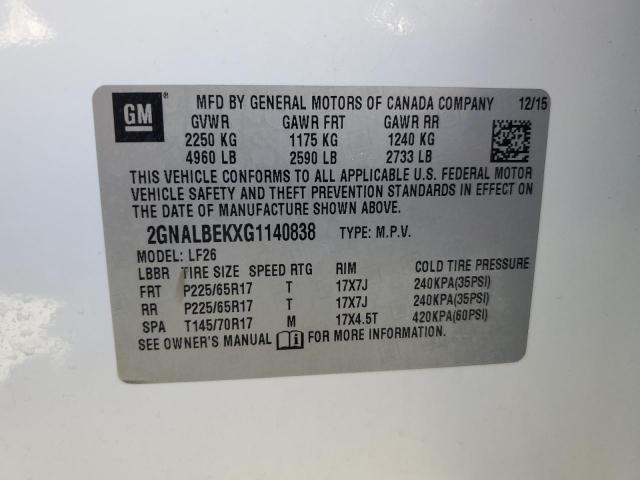 GM ® MFD BY GENERAL MOTORS OF CANADA COMPANY 12/15
GVWR GAWR FRT GAWR RR
2250 KG 1175 KG 1240 KG
4960 LB 2590 LB 2733 LB
THIS VEHICLE CONFORMS TO ALL APPLICABLE U.S. FEDERAL MOTOR
VEHICLE SAFETY AND THEFT PREVENTION STANDARDS IN EFFECT ON
THE DATE OF MANUFACTURE SHOWN ABOVE.
2GNALBEKXG1140838 TYPE: M.P.V.
MODEL: LF26
LBBR TIRE SIZE SPEED RTG RIM COLD TIRE PRESSURE
FRT P225/65R17 T 17X7J 240KPA(35PSI)
RR P225/65R17 T 17X7J 240KPA(35PSI)
SPA T145/70R17 M 17X4.5T 420KPA(60PSI)
SEE OWNER'S MANUAL FOR MORE INFORMATION.